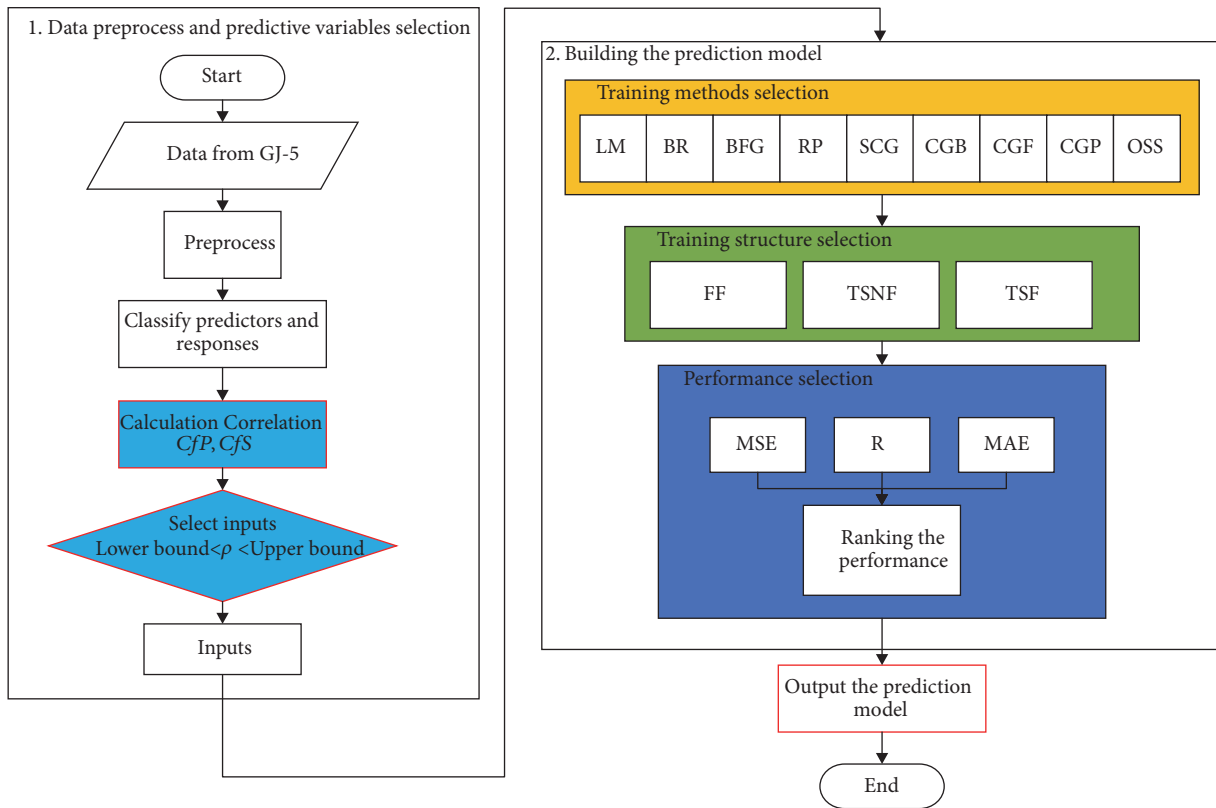 1. Data preprocess and predictive variables selection
Start
Data from GJ-5
Preprocess
Classify predictors and
responses
Calculation Correlation
CfP, CfS
Select inputs
Lower bound<ρ <Upper bound
Inputs
2. Building the prediction model
Training methods selection
LM BR BFG RP SCG CGB CGF CGP OSS
Training structure selection
FF TSNF TSF
Performance selection
MSE R MAE
Ranking the
performance
Output the prediction
model
End